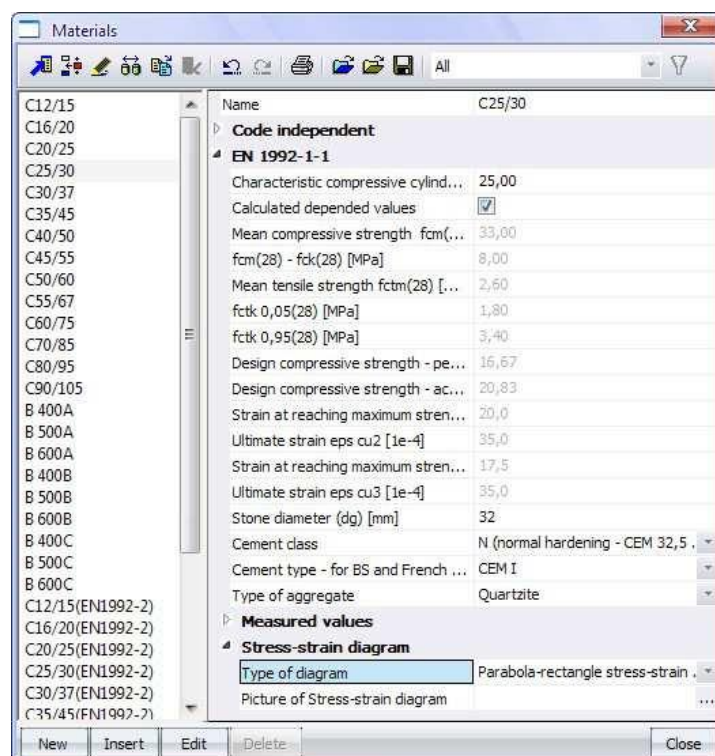 Materials
All
C12/15
C16/20
C20/25
C25/30
C30/37
C35/45
C40/50
C45/55
C50/60
C55/67
C60/75
C70/85
C80/95
C90/105
B 400A
B 500A
B 600A
B 400B
B 500B
B 600B
B 400C
B 500C
B 600C
C12/15(EN1992-2)
C16/20(EN1992-2)
C20/25(EN1992-2)
C25/30(EN1992-2)
C30/37(EN1992-2)
C35/45(EN1992-2)
Name C25/30
Code independent
EN 1992-1-1
Characteristic compressive cylind... 25,00
Calculated depended values
Mean compressive strength fcm(... 33,00
fcm(28) - fck(28) [MPa] 8,00
Mean tensile strength fctm(28) [... 2,60
fctk 0,05(28) [MPa] 1,80
fctk 0,95(28) [MPa] 3,40
Design compressive strength - pe... 16,67
Design compressive strength - ac... 20,83
Strain at reaching maximum stren... 20,0
Ultimate strain eps cu2 [1e-4] 35,0
Strain at reaching maximum stren... 17,5
Ultimate strain eps cu3 [1e-4] 35,0
Stone diameter (dg) [mm] 32
Cement class N (normal hardening - CEM 32,5 .
Cement type - for BS and French ... CEM I
Type of aggregate Quartzite
Measured values
Stress-strain diagram
Type of diagram Parabola-rectangle stress-strain .
Picture of Stress-strain diagram ...
New Insert Edit Delete Close